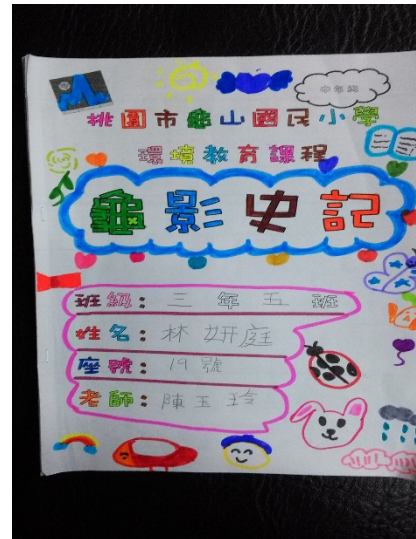 中年級
桃園市龜山國民小學
環境教育課程
龜影史記
班級：三年五班
姓名：林妍庭
座號：19號
老師：陳玉玲